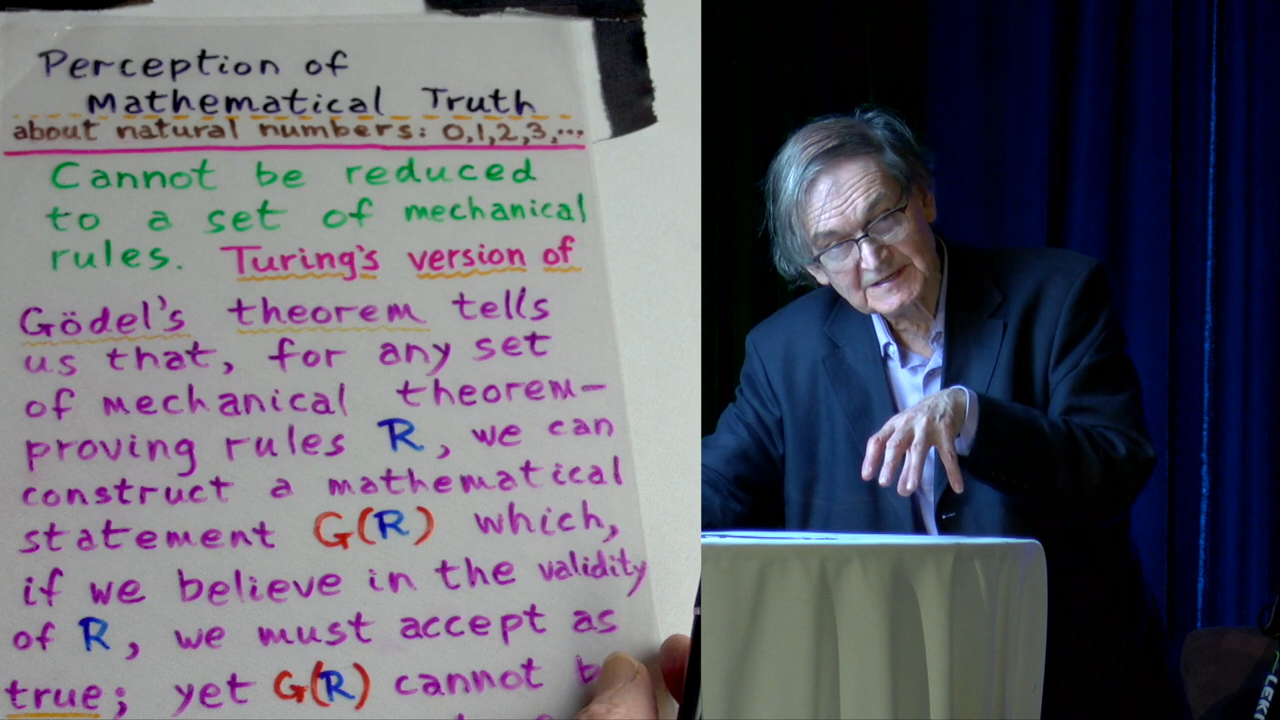 Perception of
Mathematical Truth
about natural numbers: 0,1,2,3,...
Cannot be reduced
to a set of mechanical
rules. Turing's version of
Gödel's theorem tells
us that, for any set
of mechanical theorem-
proving rules R, we can
construct a mathematical
statement G(R) which,
if we believe in the validity
of R, we must accept as
true; yet G(R) cannot
LEKI